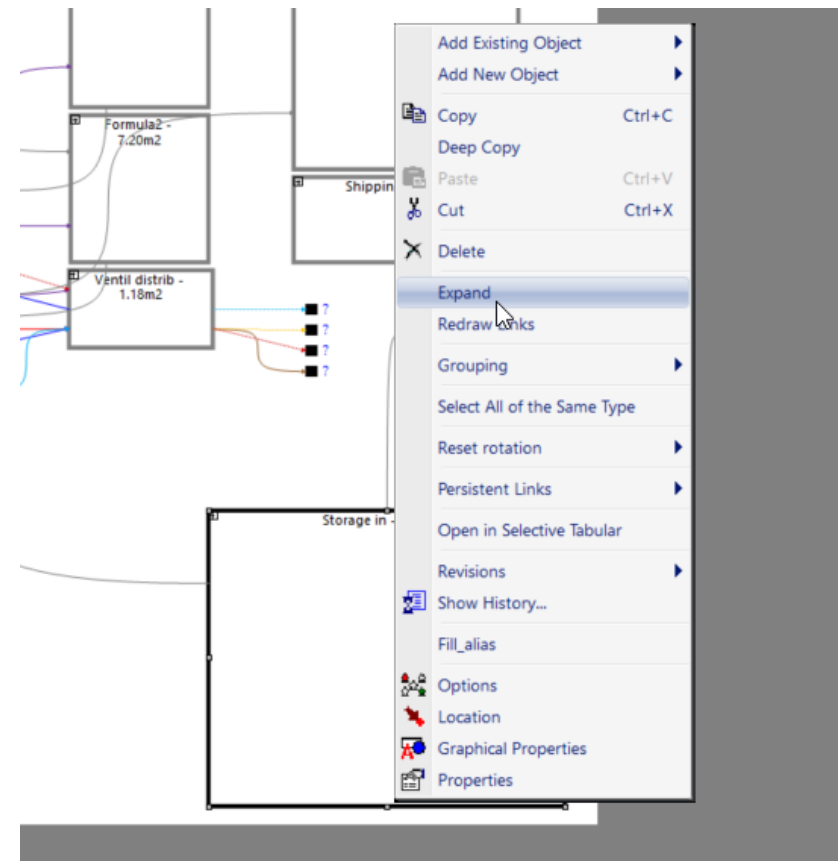 Formula2 -
7.20m2
Shippin
Ventil distrib -
1.18m2
?
?
?
?
Storage in -
Add Existing Object
Add New Object
Copy Ctrl+C
Deep Copy
Paste Ctrl+V
Cut Ctrl+X
Delete
Expand
Redraw Links
Grouping
Select All of the Same Type
Reset rotation
Persistent Links
Open in Selective Tabular
Revisions
Show History...
Fill_alias
Options
Location
Graphical Properties
Properties